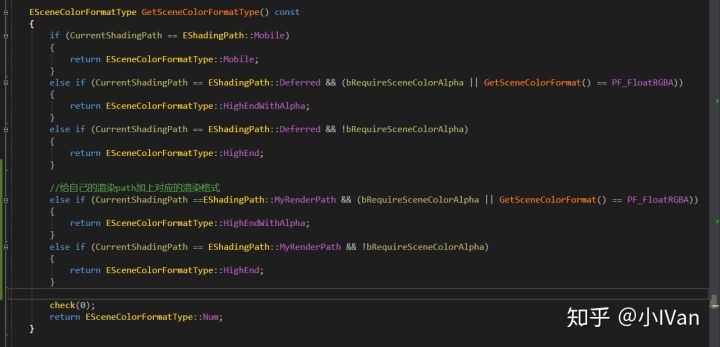 ESceneColorFormatType GetSceneColorFormatType() const
{
if (CurrentShadingPath == EShadingPath::Mobile)
{
return ESceneColorFormatType::Mobile;
}
else if (CurrentShadingPath == EShadingPath::Deferred && (bRequireSceneColorAlpha || GetSceneColorFormat() == PF_FloatRGBA))
{
return ESceneColorFormatType::HighEndWithAlpha;
}
else if (CurrentShadingPath == EShadingPath::Deferred && !bRequireSceneColorAlpha)
{
return ESceneColorFormatType::HighEnd;
}
//给自己的渲染path加上对应的渲染格式
else if (CurrentShadingPath ==EShadingPath::MyRenderPath && (bRequireSceneColorAlpha || GetSceneColorFormat() == PF_FloatRGBA))
{
return ESceneColorFormatType::HighEndWithAlpha;
}
else if (CurrentShadingPath == EShadingPath::MyRenderPath && !bRequireSceneColorAlpha)
{
return ESceneColorFormatType::HighEnd;
}
check(0);
return ESceneColorFormatType::Num;
}
知乎 @小IVan